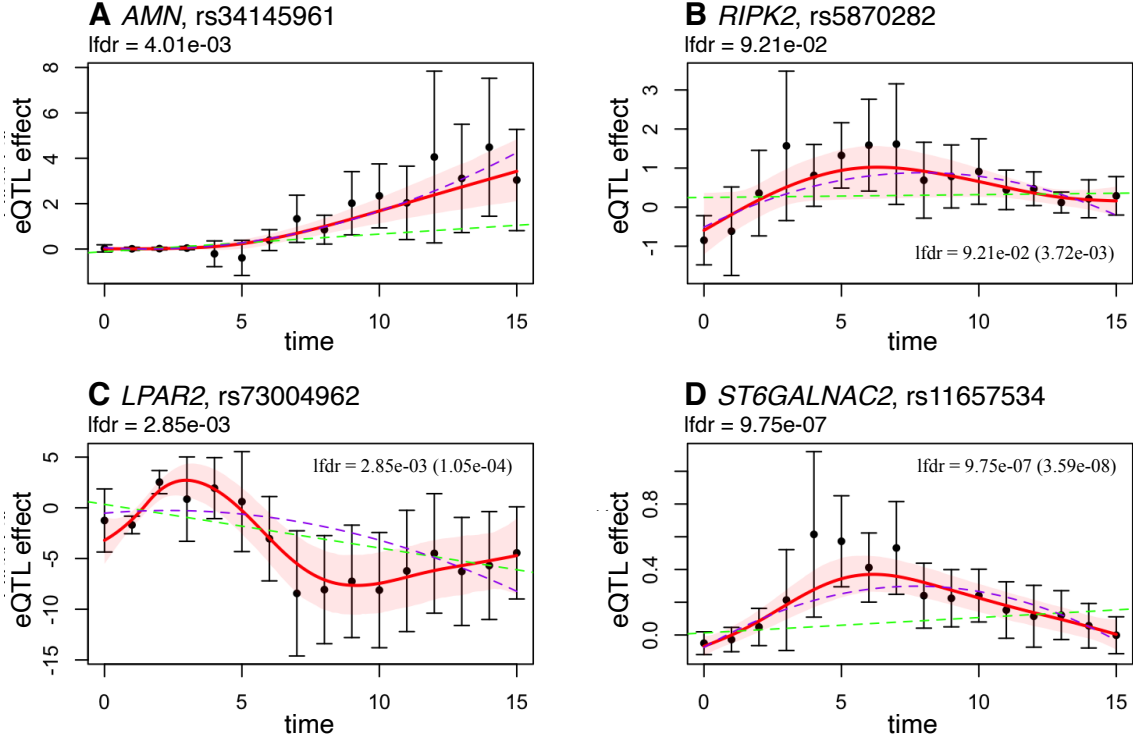 A AMN, rs34145961
lfdr = 4.01e-03
eQTL effect
8
6
4
2
0
0 5 10 15
time
B RIPK2, rs5870282
lfdr = 9.21e-02
eQTL effect
3
2
1
0
-1
lfdr = 9.21e-02 (3.72e-03)
0 5 10 15
time
C LPAR2, rs73004962
lfdr = 2.85e-03
eQTL effect
5
0
-5
-10
-15
lfdr = 2.85e-03 (1.05e-04)
0 5 10 15
time
D ST6GALNAC2, rs11657534
lfdr = 9.75e-07
eQTL effect
0.8
0.4
0.0
lfdr = 9.75e-07 (3.59e-08)
0 5 10 15
time